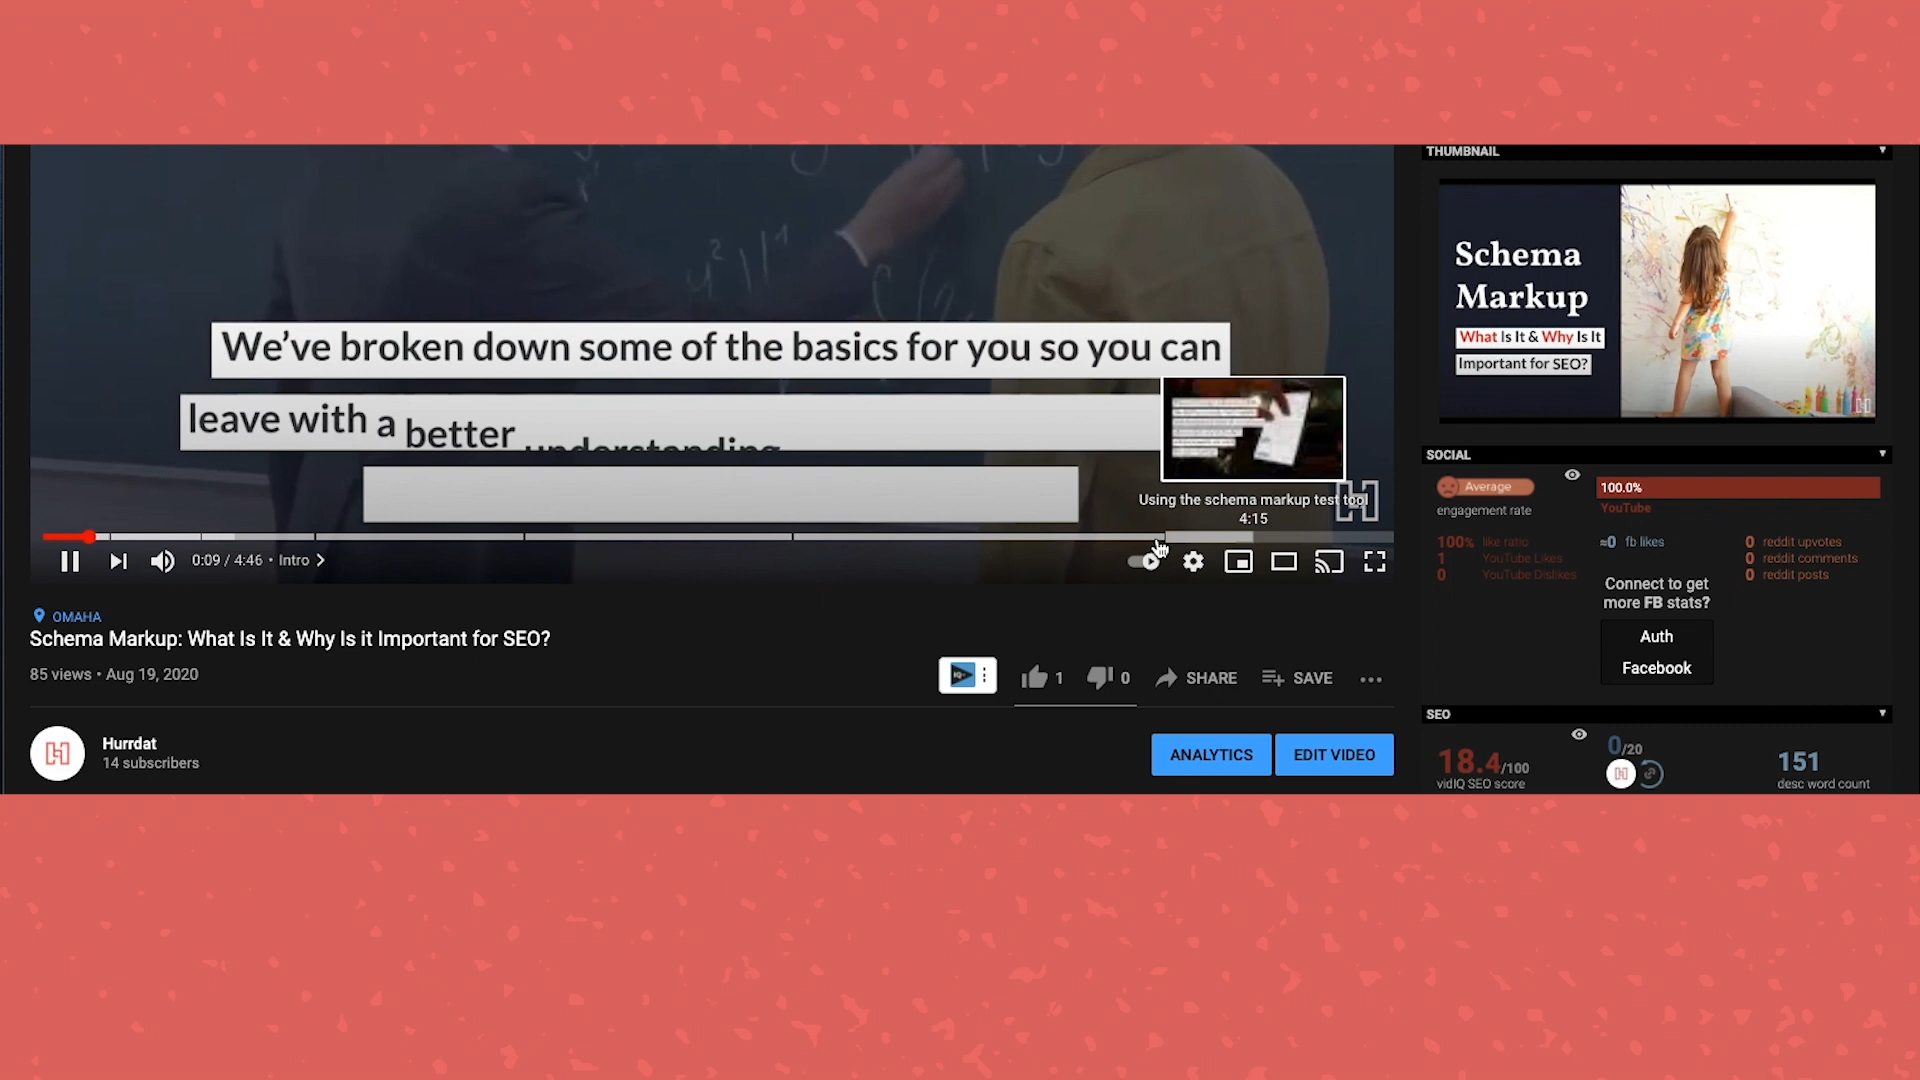 We've broken down some of the basics for you so you can
leave with a better understanding
Using the schema markup test tool
4:15
0:09 / 4:46 • Intro
OMAHA
Schema Markup: What Is It & Why Is it Important for SEO?
85 views • Aug 19, 2020
1
0
SHARE
SAVE
Hurrdat
14 subscribers
ANALYTICS
EDIT VIDEO
THUMBNAIL
Schema
Markup
What Is It & Why Is It
Important for SEO?
SOCIAL
Average
engagement rate
100.0%
YouTube
100% like ratio
1 YouTube Likes
0 YouTube Dislikes
≈0 fb likes
Connect to get
more FB stats?
Auth
Facebook
0 reddit upvotes
0 reddit comments
0 reddit posts
SEO
18.4/100
vidIQ SEO score
0/20
151
desc word count